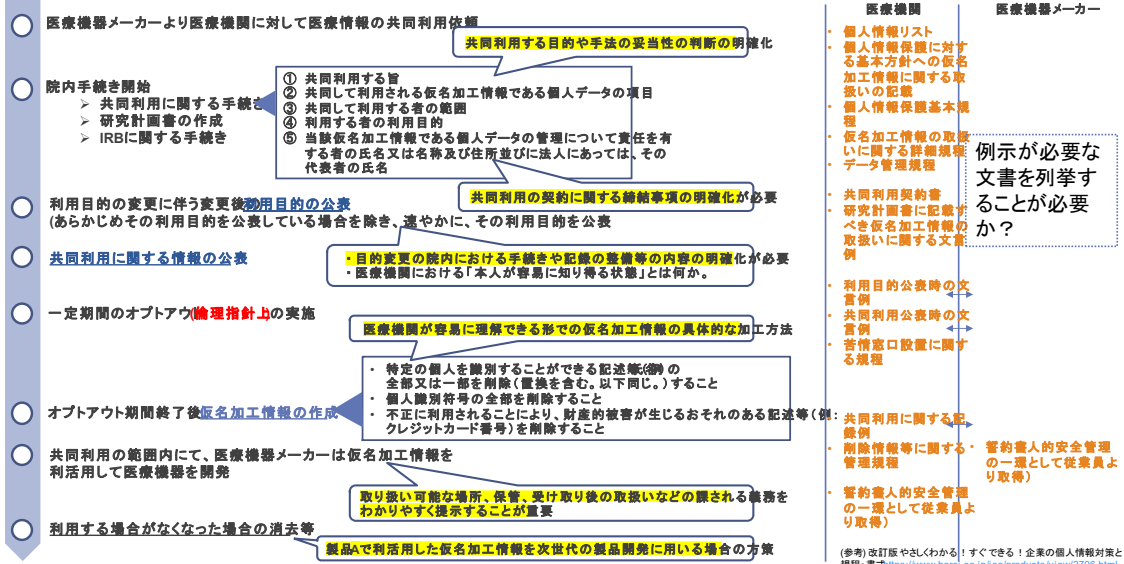 医療機器メーカーより医療機関に対して医療情報の共同利用依頼
共同利用する目的や手法の妥当性の判断の明確化
院内手続き開始
➢ 共同利用に関する手続き
➢ 研究計画書の作成
➢ IRBに関する手続き
① 共同利用する旨
② 共同して利用される仮名加工情報である個人データの項目
③ 共同して利用する者の範囲
④ 利用する者の利用目的
⑤ 当該仮名加工情報である個人データの管理について責任を有
する者の氏名又は名称及び住所並びに法人にあっては、その
代表者の氏名
共同利用の契約に関する締結事項の明確化が必要
利用目的の変更に伴う変更後の利用目的の公表
(あらかじめその利用目的を公表している場合を除き、速やかに、その利用目的を公表
共同利用に関する情報の公表
・目的変更の院内における手続きや記録の整備等の内容の明確化が必要
・医療機関における「本人が容易に知り得る状態」とは何か。
一定期間のオプトアウト(倫理指針上)の実施
医療機関が容易に理解できる形での仮名加工情報の具体的な加工方法
・ 特定の個人を識別することができる記述等(例:)の
全部又は一部を削除(置換を含む。以下同じ。)すること
・ 個人識別符号の全部を削除すること
・ 不正に利用されることにより、財産的被害が生じるおそれのある記述等(例:
クレジットカード番号)を削除すること
オプトアウト期間終了後仮名加工情報の作成
共同利用の範囲内にて、医療機器メーカーは仮名加工情報を
利活用して医療機器を開発
取り扱い可能な場所、保管、受け取り後の取扱いなどの課される義務を
わかりやすく提示することが重要
利用する場合がなくなった場合の消去等
製品Aで利活用した仮名加工情報を次世代の製品開発に用いる場合の方策
医療機関
・ 個人情報リスト
・ 個人情報保護に対す
る基本方針への仮名
加工情報に関する取
扱いの記載
・ 個人情報保護基本規
程
・ 仮名加工情報の取扱
いに関する詳細規程
・ データ管理規程
・ 共同利用契約書
・ 研究計画書に記載す
べき仮名加工情報の
取扱いに関する文言
例
・ 利用目的公表時の文
言例
・ 共同利用公表時の文
言例
・ 苦情窓口設置に関す
る規程
・ 共同利用に関する記
録例
・ 削除情報等に関する
管理規程
・ 誓約書人的安全管理
の一環として従業員よ
り取得)
医療機器メーカー
例示が必要な
文書を列挙す
ることが必要
か?
・ 誓約書人的安全管理
の一環として従業員よ
り取得)
(参考) 改訂版 やさしくわかる!すぐできる!企業の個人情報対策と